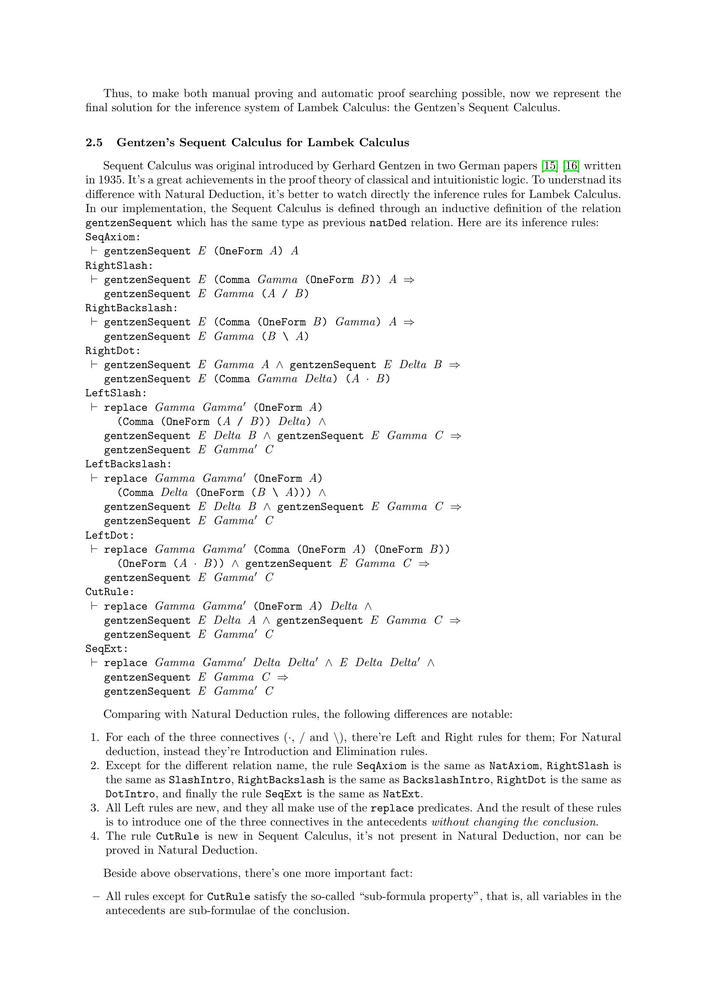 Thus, to make both manual proving and automatic proof searching possible, now we represent the
final solution for the inference system of Lambek Calculus: the Gentzen's Sequent Calculus.
2.5 Gentzen's Sequent Calculus for Lambek Calculus
Sequent Calculus was original introduced by Gerhard Gentzen in two German papers [15] [16] written
in 1935. It's a great achievements in the proof theory of classical and intuitionistic logic. To understnad its
difference with Natural Deduction, it's better to watch directly the inference rules for Lambek Calculus.
In our implementation, the Sequent Calculus is defined through an inductive definition of the relation
gentzenSequent which has the same type as previous natDed relation. Here are its inference rules:
SeqAxiom:
⊢ gentzenSequent E (OneForm A) A
RightSlash:
⊢ gentzenSequent E (Comma Gamma (OneForm B)) A ⇒
gentzenSequent E Gamma (A / B)
RightBackslash:
⊢ gentzenSequent E (Comma (OneForm B) Gamma) A ⇒
gentzenSequent E Gamma (B \ A)
RightDot:
⊢ gentzenSequent E Gamma A ∧ gentzenSequent E Delta B ⇒
gentzenSequent E (Comma Gamma Delta) (A · B)
LeftSlash:
⊢ replace Gamma Gamma′ (OneForm A)
(Comma (OneForm (A / B)) Delta) ∧
gentzenSequent E Delta B ∧ gentzenSequent E Gamma C ⇒
gentzenSequent E Gamma′ C
LeftBackslash:
⊢ replace Gamma Gamma′ (OneForm A)
(Comma Delta (OneForm (B \ A))) ∧
gentzenSequent E Delta B ∧ gentzenSequent E Gamma C ⇒
gentzenSequent E Gamma′ C
LeftDot:
⊢ replace Gamma Gamma′ (Comma (OneForm A) (OneForm B))
(OneForm (A · B)) ∧ gentzenSequent E Gamma C ⇒
gentzenSequent E Gamma′ C
CutRule:
⊢ replace Gamma Gamma′ (OneForm A) Delta ∧
gentzenSequent E Delta A ∧ gentzenSequent E Gamma C ⇒
gentzenSequent E Gamma′ C
SeqExt:
⊢ replace Gamma Gamma′ Delta Delta′ ∧ E Delta Delta′ ∧
gentzenSequent E Gamma C ⇒
gentzenSequent E Gamma′ C
Comparing with Natural Deduction rules, the following differences are notable:
1. For each of the three connectives (·, / and \), there're Left and Right rules for them; For Natural
deduction, instead they're Introduction and Elimination rules.
2. Except for the different relation name, the rule SeqAxiom is the same as NatAxiom, RightSlash is
the same as SlashIntro, RightBackslash is the same as BackslashIntro, RightDot is the same as
DotIntro, and finally the rule SeqExt is the same as NatExt.
3. All Left rules are new, and they all make use of the replace predicates. And the result of these rules
is to introduce one of the three connectives in the antecedents without changing the conclusion.
4. The rule CutRule is new in Sequent Calculus, it's not present in Natural Deduction, nor can be
proved in Natural Deduction.
Beside above observations, there's one more important fact:
– All rules except for CutRule satisfy the so-called “sub-formula property”, that is, all variables in the
antecedents are sub-formulae of the conclusion.